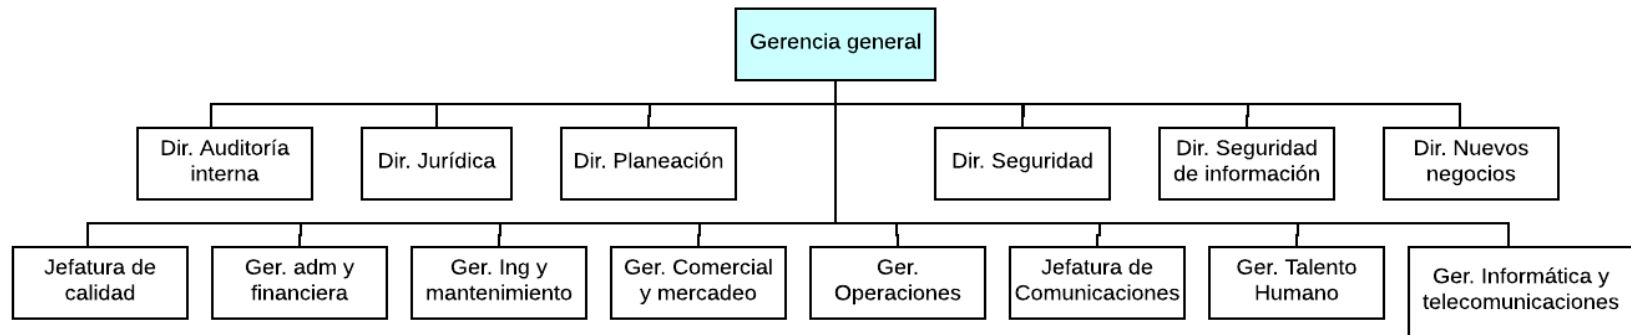 Gerencia general
Dir. Auditoría
interna
Dir. Jurídica
Dir. Planeación
Dir. Seguridad
Dir. Seguridad
de información
Dir. Nuevos
negocios
Jefatura de
calidad
Ger. adm y
financiera
Ger. Ing y
mantenimiento
Ger. Comercial
y mercadeo
Ger.
Operaciones
Jefatura de
Comunicaciones
Ger. Talento
Humano
Ger. Informática y
telecomunicaciones